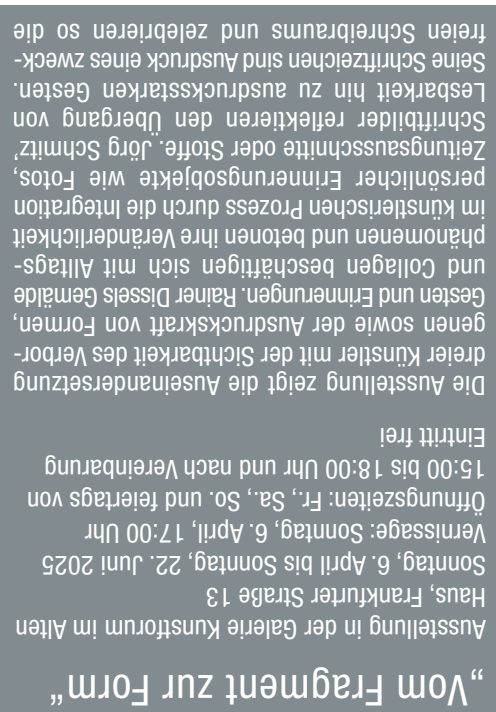 „Vom Fragment zur Form“
Ausstellung in der Galerie Kunstforum im Alten
Haus, Frankfurter Straße 13
Sonntag, 6. April bis Sonntag, 22. Juni 2025
Vernissage: Sonntag, 6. April, 17:00 Uhr
Öffnungszeiten: Fr., Sa., So. und feiertags von
15:00 bis 18:00 Uhr und nach Vereinbarung
Eintritt frei
Die Ausstellung zeigt die Auseinandersetzung
dreier Künstler mit der Sichtbarkeit des Verbor-
genen sowie der Ausdruckskraft von Formen,
Gesten und Erinnerungen. Rainer Dissels Gemälde
und Collagen beschäftigen sich mit Alltags-
phänomenen und betonen ihre Veränderlichkeit
im künstlerischen Prozess durch die Integration
persönlicher Erinnerungsobjekte wie Fotos,
Zeitungsausschnitte oder Stoffe. Jörg Schmitz’
Schriftbilder reflektieren den Übergang von
Lesbarkeit hin zu ausdrucksstarken Gesten.
Seine Schriftzeichen sind Ausdruck eines zweck-
freien Schreibraums und zelebrieren so die